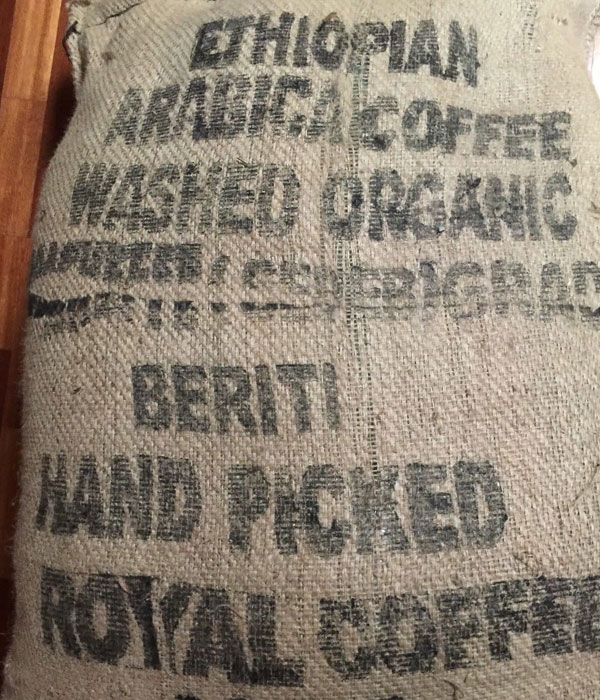 ETHIOPIAN
ARABICA COFFEE
WASHED ORGANIC
BERITI
HAND PICKED
ROYAL COFFEE